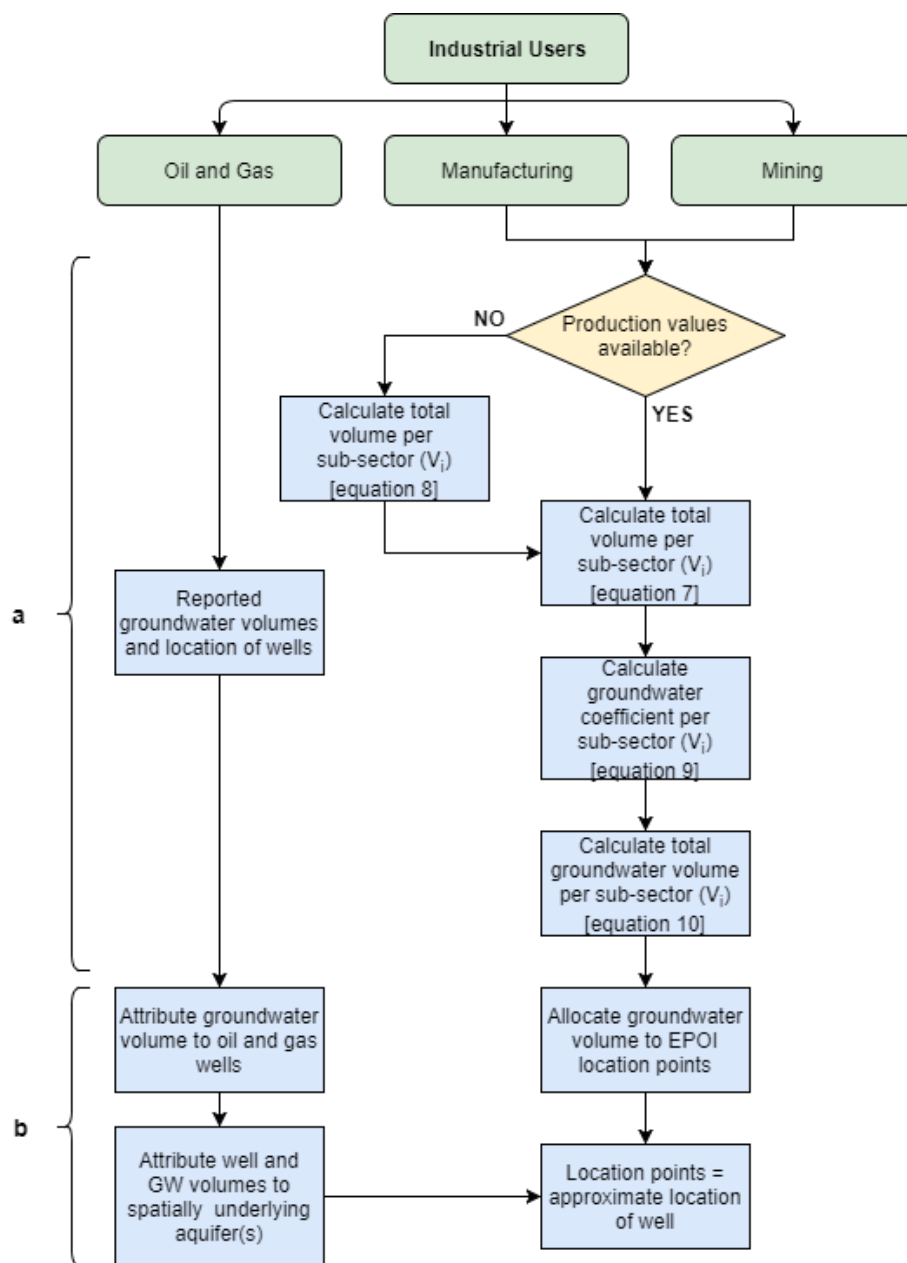 Industrial Users
Oil and Gas
Manufacturing
Mining
Production values
available?
NO
YES
Calculate total
volume per
sub-sector (Vi)
[equation 8]
Calculate total
volume per
sub-sector (Vi)
[equation 7]
a
Reported
groundwater volumes
and location of wells
Calculate
groundwater
coefficient per
sub-sector (Vi)
[equation 9]
Calculate total
groundwater volume
per sub-sector (Vi)
[equation 10]
b
Attribute groundwater
volume to oil and gas
wells
Allocate groundwater
volume to EPOI
location points
Attribute well and
GW volumes to
spatially underlying
aquifer(s)
Location points =
approximate location
of well